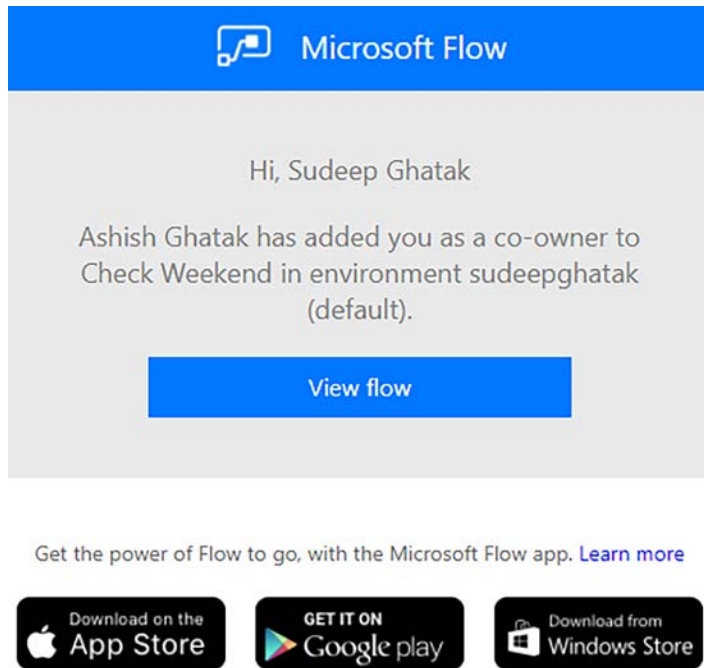 Microsoft Flow
Hi, Sudeep Ghatak
Ashish Ghatak has added you as a co-owner to
Check Weekend in environment sudeepghatak
(default).
View flow
Get the power of Flow to go, with the Microsoft Flow app. Learn more
Download on the
App Store
GET IT ON
Google play
Download from
Windows Store